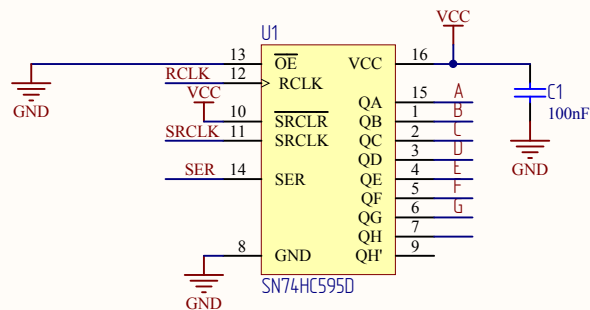 VCC
U1
13 OE VCC 16
RCLK 12 RCLK
GND
VCC
QA 15 A
10 SRCLR QB 1 B
C1
100nF
SRCLK 11 SRCLK QC 2 C
QD 3 D
GND
SER 14 SER QE 4 E
QF 5 F
QG 6 G
QH 7
8 GND QH' 9
GND
SN74HC595D